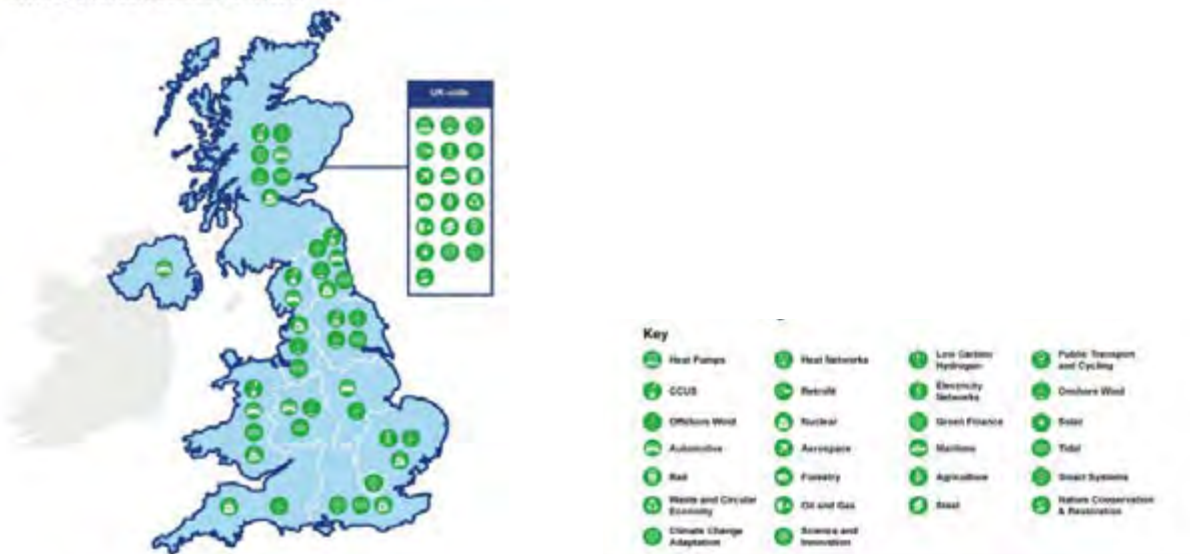 UK-wide
Key
Heat Pumps
Heat Networks
Low Carbon
Hydrogen
Public Transport
and Cycling
CCUS
Retrofit
Electricity
Networks
Onshore Wind
Offshore Wind
Nuclear
Green Finance
Solar
Automotive
Aerospace
Maritime
Tidal
Rail
Forestry
Agriculture
Smart Systems
Waste and Circular
Economy
Oil and Gas
Steel
Nature Conservation
& Restoration
Climate Change
Adaptation
Science and
Innovation